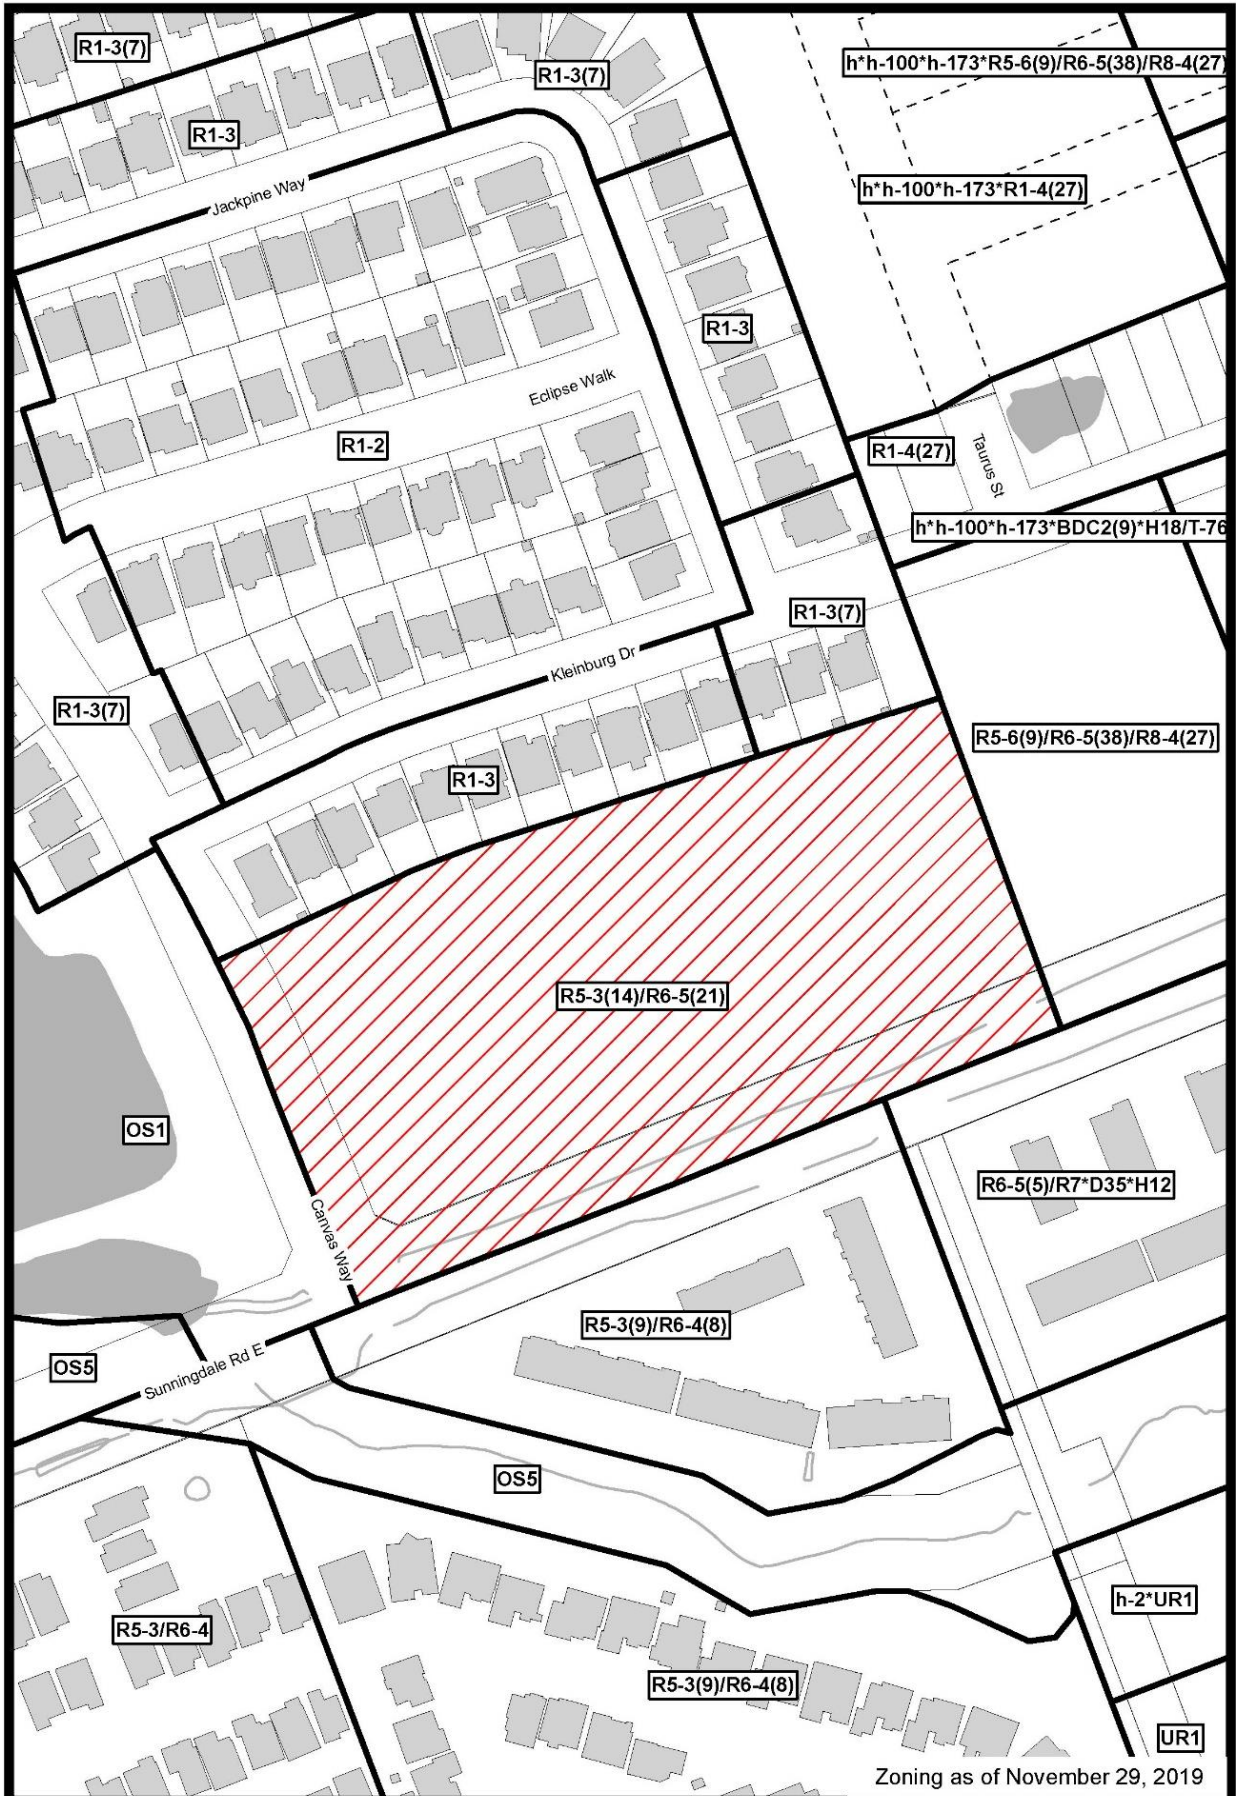 R1-3(7)
R1-3(7)
h*h-100*h-173*R5-6(9)/R6-5(38)/R8-4(27)
R1-3
Jackpine Way
h*h-100*h-173*R1-4(27)
R1-3
Eclipse Walk
R1-2
R1-4(27)
Taurus St
h*h-100*h-173*BDC2(9)*H18/T-76
R1-3(7)
Kleinburg Dr
R1-3(7)
R5-6(9)/R6-5(38)/R8-4(27)
R1-3
R5-3(14)/R6-5(21)
OS1
R6-5(5)/R7*D35*H12
Canvas Way
R5-3(9)/R6-4(8)
OS5
Sunningdale Rd E
OS5
h-2*UR1
R5-3/R6-4
R5-3(9)/R6-4(8)
UR1
Zoning as of November 29, 2019